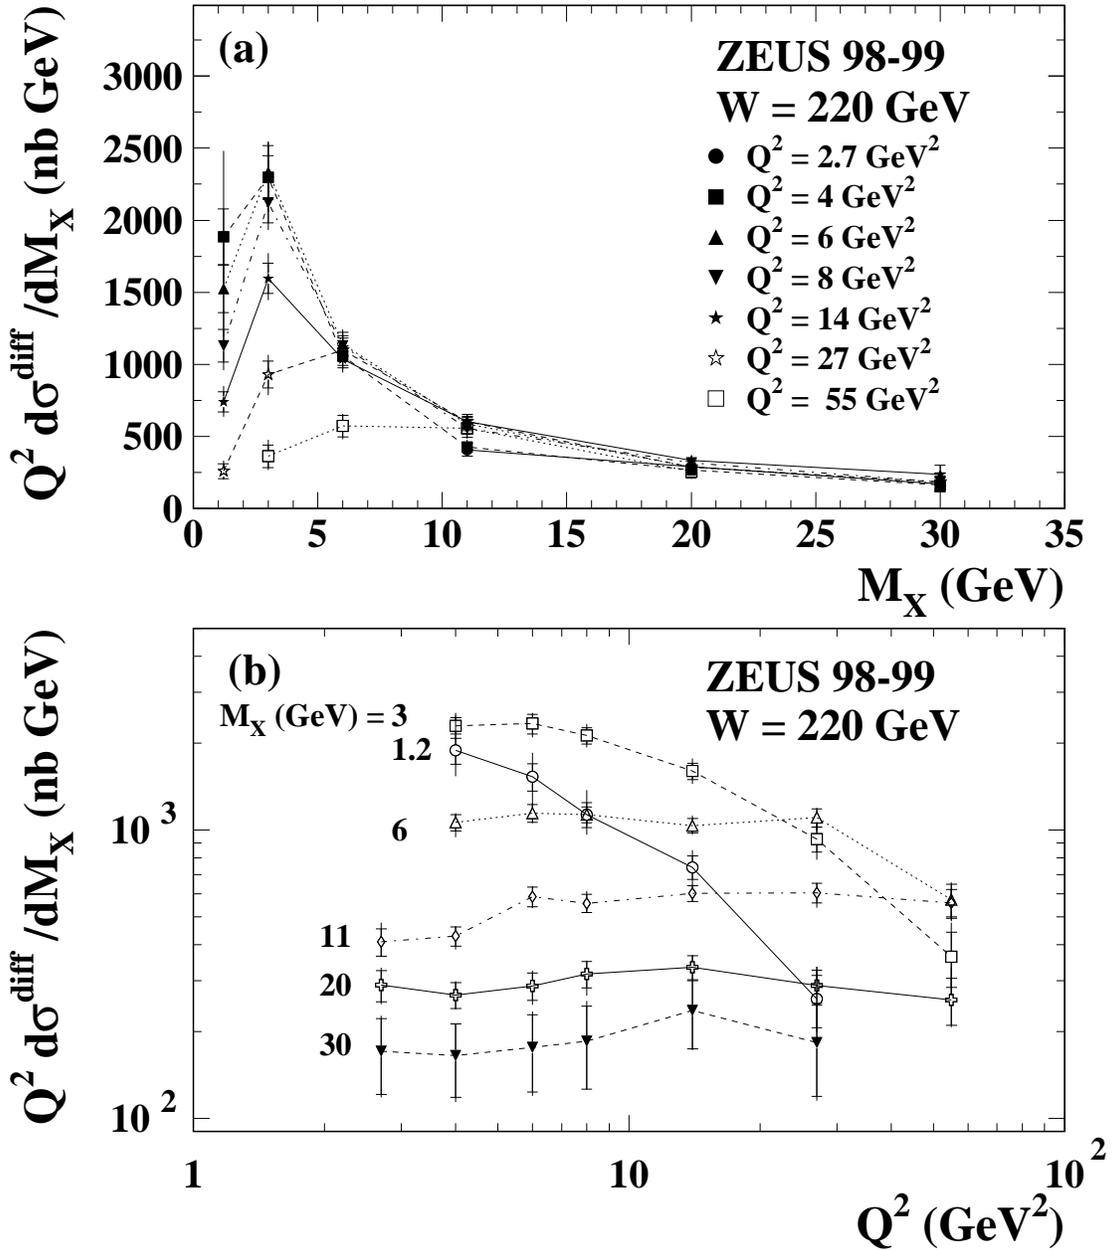 (a)
ZEUS 98-99
W = 220 GeV
Q² = 2.7 GeV²
Q² = 4 GeV²
Q² = 6 GeV²
Q² = 8 GeV²
Q² = 14 GeV²
Q² = 27 GeV²
Q² = 55 GeV²
Q² dσ^diff /dM_X (nb GeV)
3000
2500
2000
1500
1000
500
0
0 5 10 15 20 25 30 35
M_X (GeV)
(b)
ZEUS 98-99
W = 220 GeV
M_X (GeV) = 3
1.2
6
11
20
30
Q² dσ^diff /dM_X (nb GeV)
10³
10²
1 10 10²
Q² (GeV²)